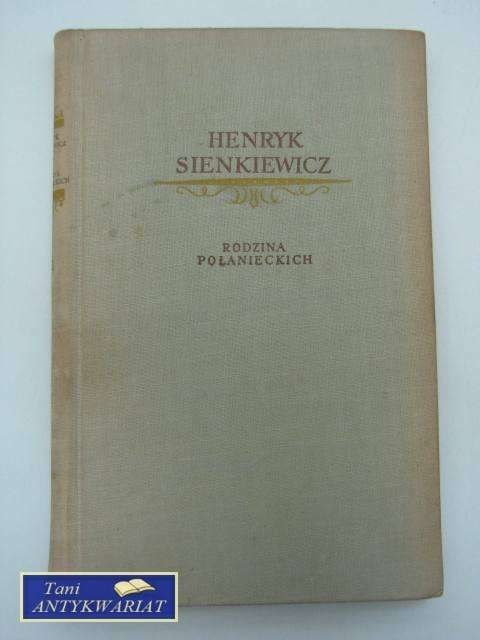 HENRYK
SIENKIEWICZ
RODZINA
POŁANIECKICH
Tani
ANTYKWARIAT